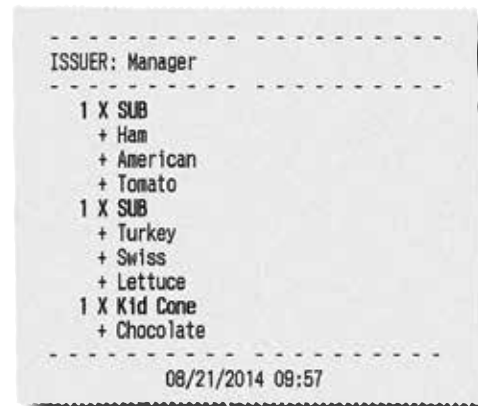 - - - - - - - - - - - - - - - - - - - -
ISSUER: Manager
- - - - - - - - - - - - - - - - - - - -
1 X SUB
+ Ham
+ American
+ Tomato
1 X SUB
+ Turkey
+ Swiss
+ Lettuce
1 X Kid Cone
+ Chocolate
- - - - - - - - - - - - - - - - - - - -
08/21/2014 09:57